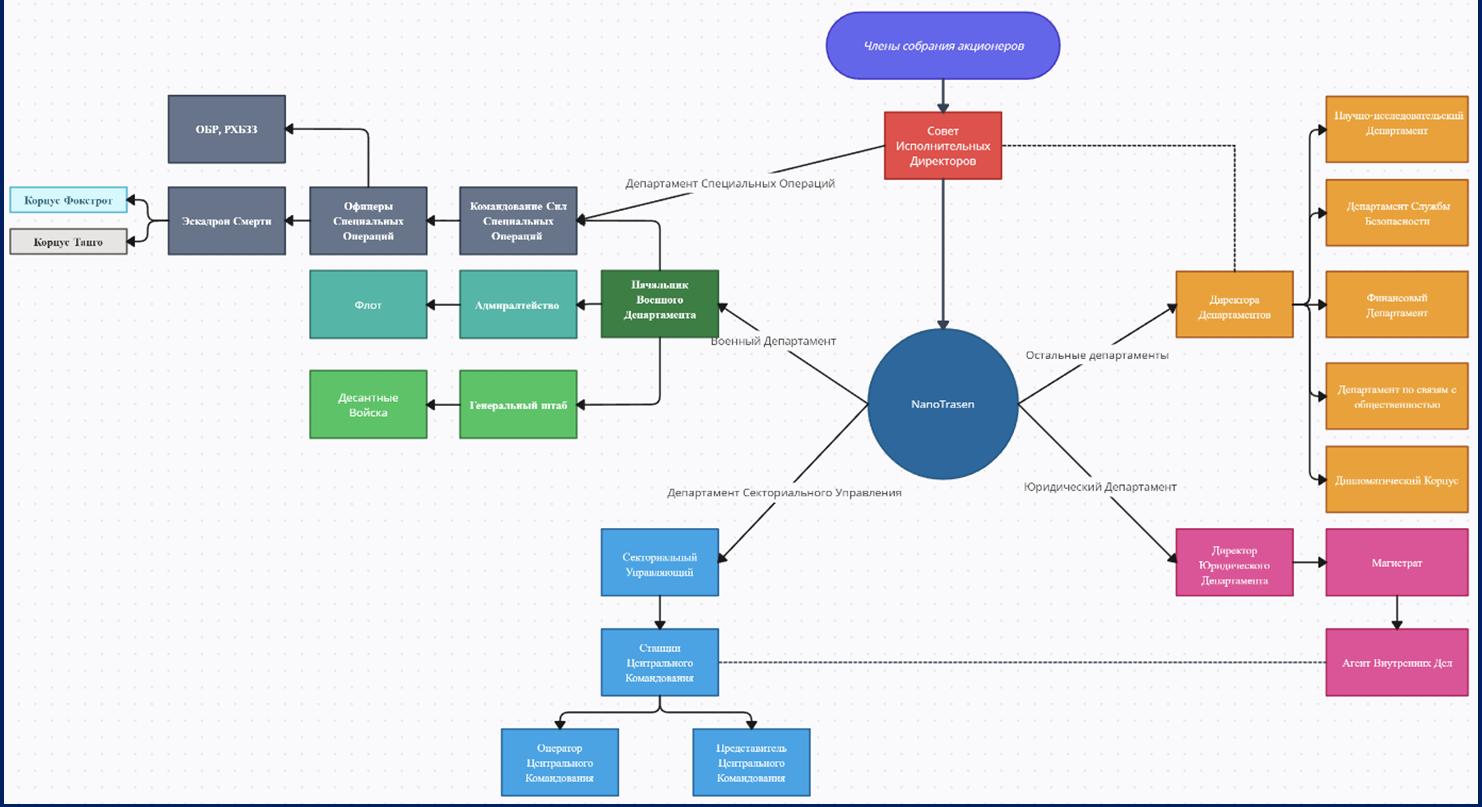 Члены собрания акционеров
Совет
Исполнительных
Директоров
Департамент Специальных Операций
ОБР, РХБЗЗ
Корпус Фокстрот
Корпус Танго
Эскадрон Смерти
Офицеры
Специальных
Операций
Командование Сил
Специальных
Операций
Флот
Адмиралтейство
Начальник
Военного
Департамента
Военный Департамент
Десантные
Войска
Генеральный штаб
NanoTrasen
Остальные департаменты
Директора
Департаментов
Научно-исследовательский
Департамент
Департамент Службы
Безопасности
Финансовый
Департамент
Департамент по связям с
общественностью
Дипломатический Корпус
Департамент Секториального Управления
Юридический Департамент
Секториальный
Управляющий
Директор
Юридического
Департамента
Магистрат
Станции
Центрального
Командования
Агент Внутренних Дел
Оператор
Центрального
Командования
Представитель
Центрального
Командования